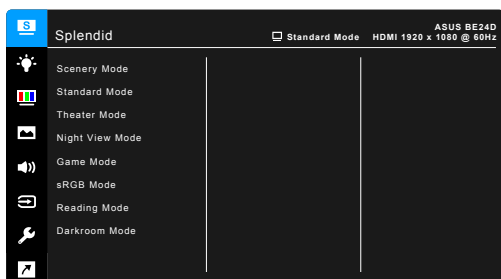 S
ASUS BE24D
Splendid
Standard Mode
HDMI 1920 x 1080 @ 60Hz
Scenery Mode
Standard Mode
Theater Mode
Night View Mode
Game Mode
sRGB Mode
Reading Mode
Darkroom Mode